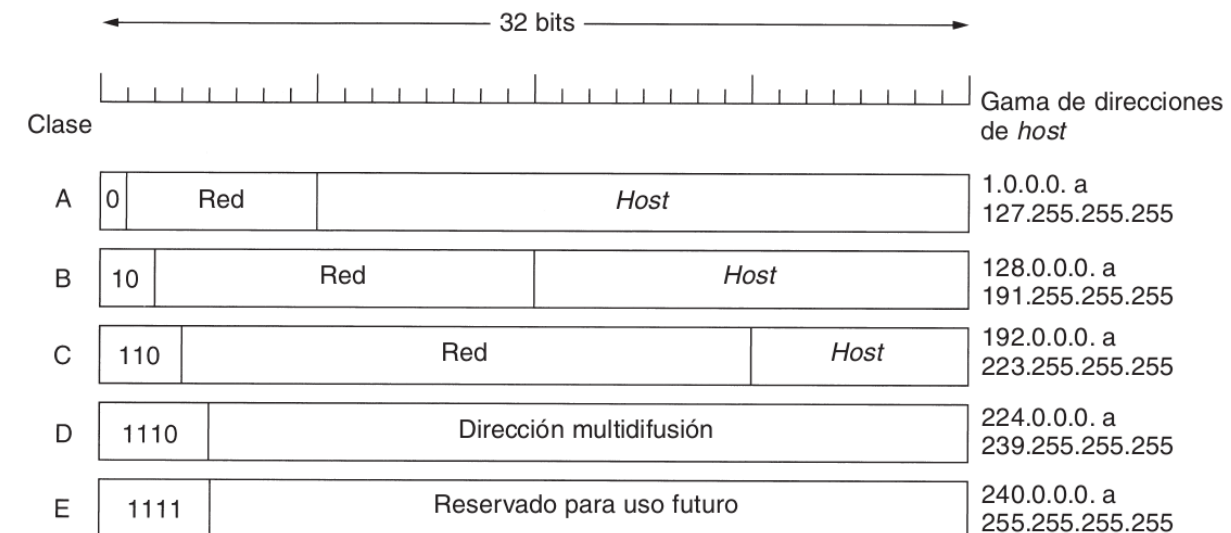 32 bits
Clase
Gama de direcciones
de host
A
0
Red
Host
1.0.0.0. a
127.255.255.255
B
10
Red
Host
128.0.0.0. a
191.255.255.255
C
110
Red
Host
192.0.0.0. a
223.255.255.255
D
1110
Dirección multidifusión
224.0.0.0. a
239.255.255.255
E
1111
Reservado para uso futuro
240.0.0.0. a
255.255.255.255